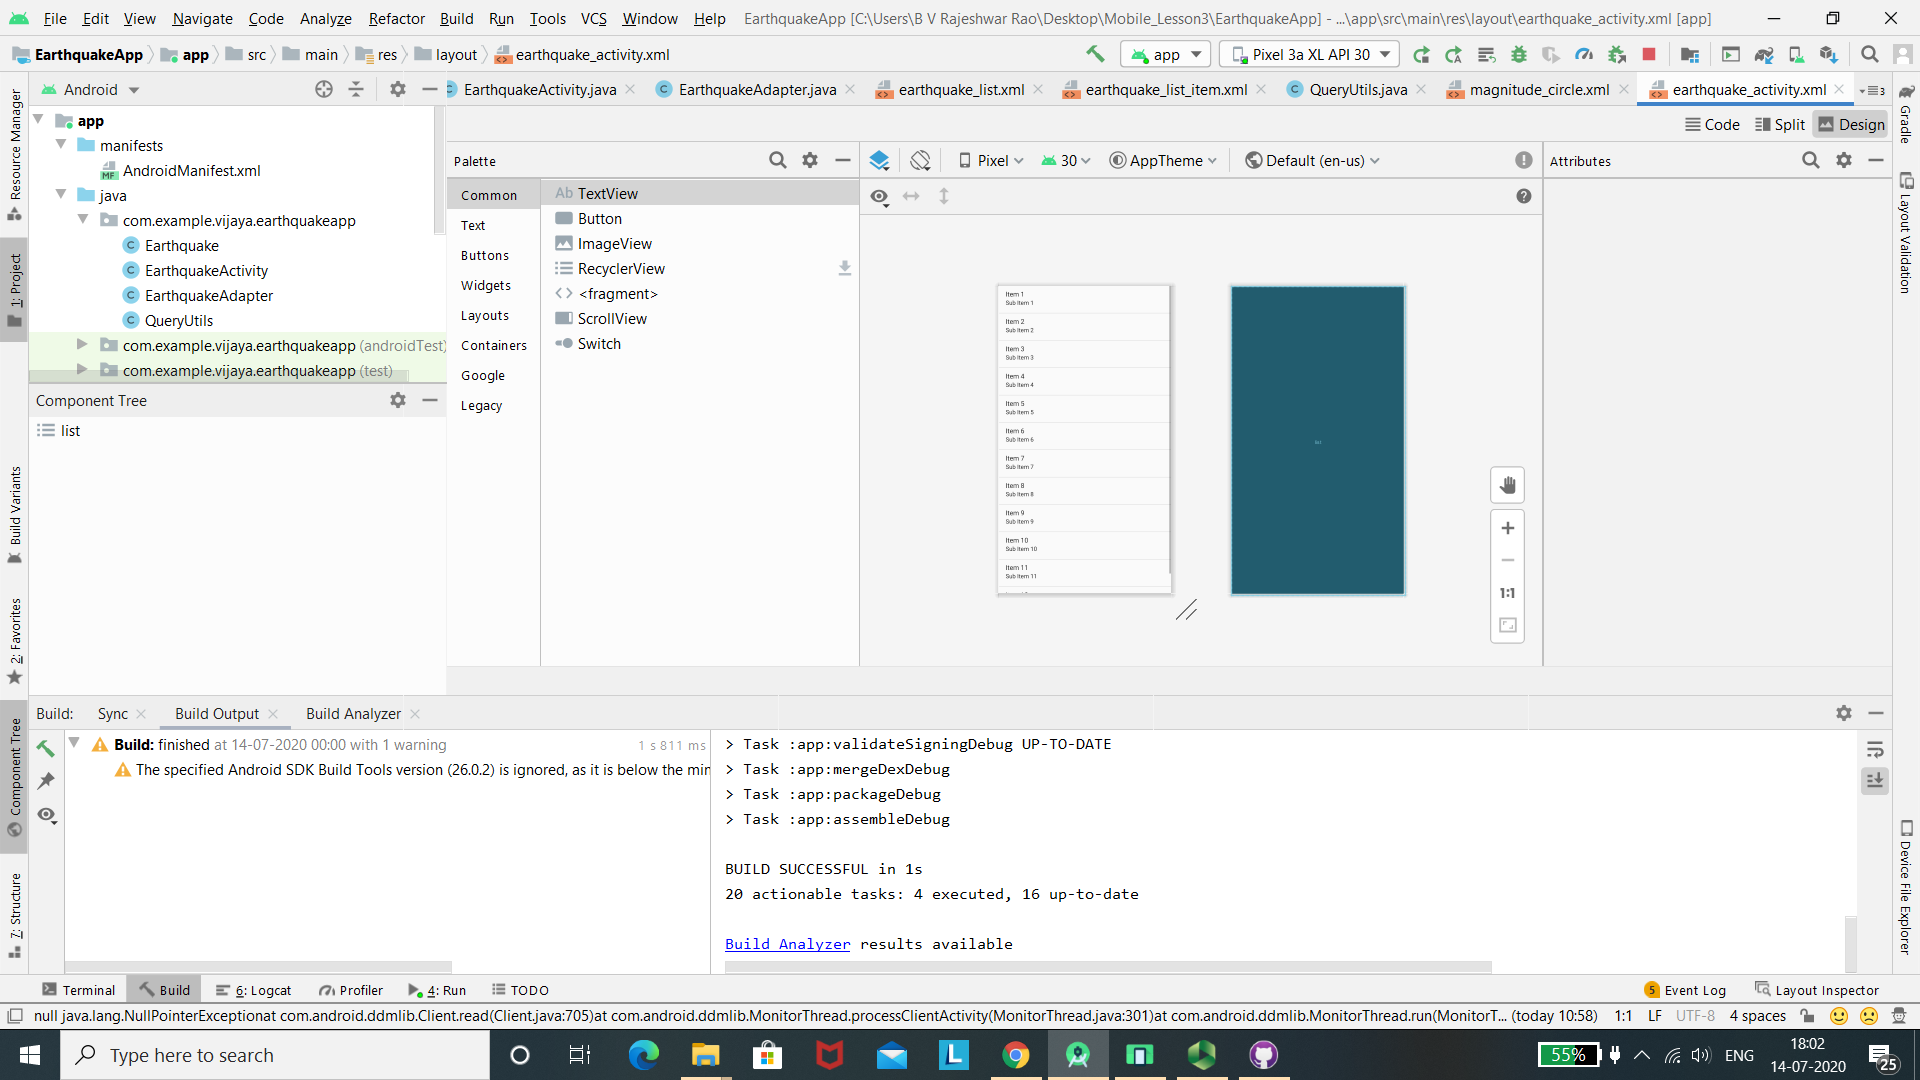 File Edit View Navigate Code Analyze Refactor Build Run Tools VCS Window Help EarthquakeApp [C:\Users\B V Rajeshwar Rao\Desktop\Mobile_Lesson3\EarthquakeApp] - ...\app\src\main\res\layout\earthquake_activity.xml [app]
EarthquakeApp app src main res layout earthquake_activity.xml app Pixel 3a XL API 30
Android EarthquakeActivity.java EarthquakeAdapter.java earthquake_list.xml earthquake_list_item.xml QueryUtils.java magnitude_circle.xml earthquake_activity.xml 3
Code Split Design
Resource Manager
1: Project
Build Variants
2: Favorites
Component Tree
7: Structure
app
manifests
MF AndroidManifest.xml
java
com.example.vijaya.earthquakeapp
C Earthquake
C EarthquakeActivity
C EarthquakeAdapter
C QueryUtils
com.example.vijaya.earthquakeapp (androidTest)
com.example.vijaya.earthquakeapp (test)
Component Tree
list
Palette
Common
Text
Buttons
Widgets
Layouts
Containers
Google
Legacy
Ab TextView
Button
ImageView
RecyclerView
<fragment>
ScrollView
Switch
Pixel 30 AppTheme Default (en-us)
Item 1
Sub Item 1
Item 2
Sub Item 2
Item 3
Sub Item 3
Item 4
Sub Item 4
Item 5
Sub Item 5
Item 6
Sub Item 6
Item 7
Sub Item 7
Item 8
Sub Item 8
Item 9
Sub Item 9
Item 10
Sub Item 10
Item 11
Sub Item 11
1:1
Attributes
Gradle
Layout Validation
Device File Explorer
Build: Sync Build Output Build Analyzer
Build: finished at 14-07-2020 00:00 with 1 warning 1 s 811 ms
The specified Android SDK Build Tools version (26.0.2) is ignored, as it is below the
> Task :app:validateSigningDebug UP-TO-DATE
> Task :app:mergeDexDebug
> Task :app:packageDebug
> Task :app:assembleDebug
BUILD SUCCESSFUL in 1s
20 actionable tasks: 4 executed, 16 up-to-date
Build Analyzer results available
Terminal Build 6: Logcat Profiler 4: Run TODO 5 Event Log Layout Inspector
null java.lang.NullPointerExceptionat com.android.ddmlib.Client.read(Client.java:705)at com.android.ddmlib.MonitorThread.processClientActivity(MonitorThread.java:301)at com.android.ddmlib.MonitorThread.run(MonitorT... (today 10:58) 1:1 LF UTF-8 4 spaces
Type here to search L 55% ENG 18:02
14-07-2020 25